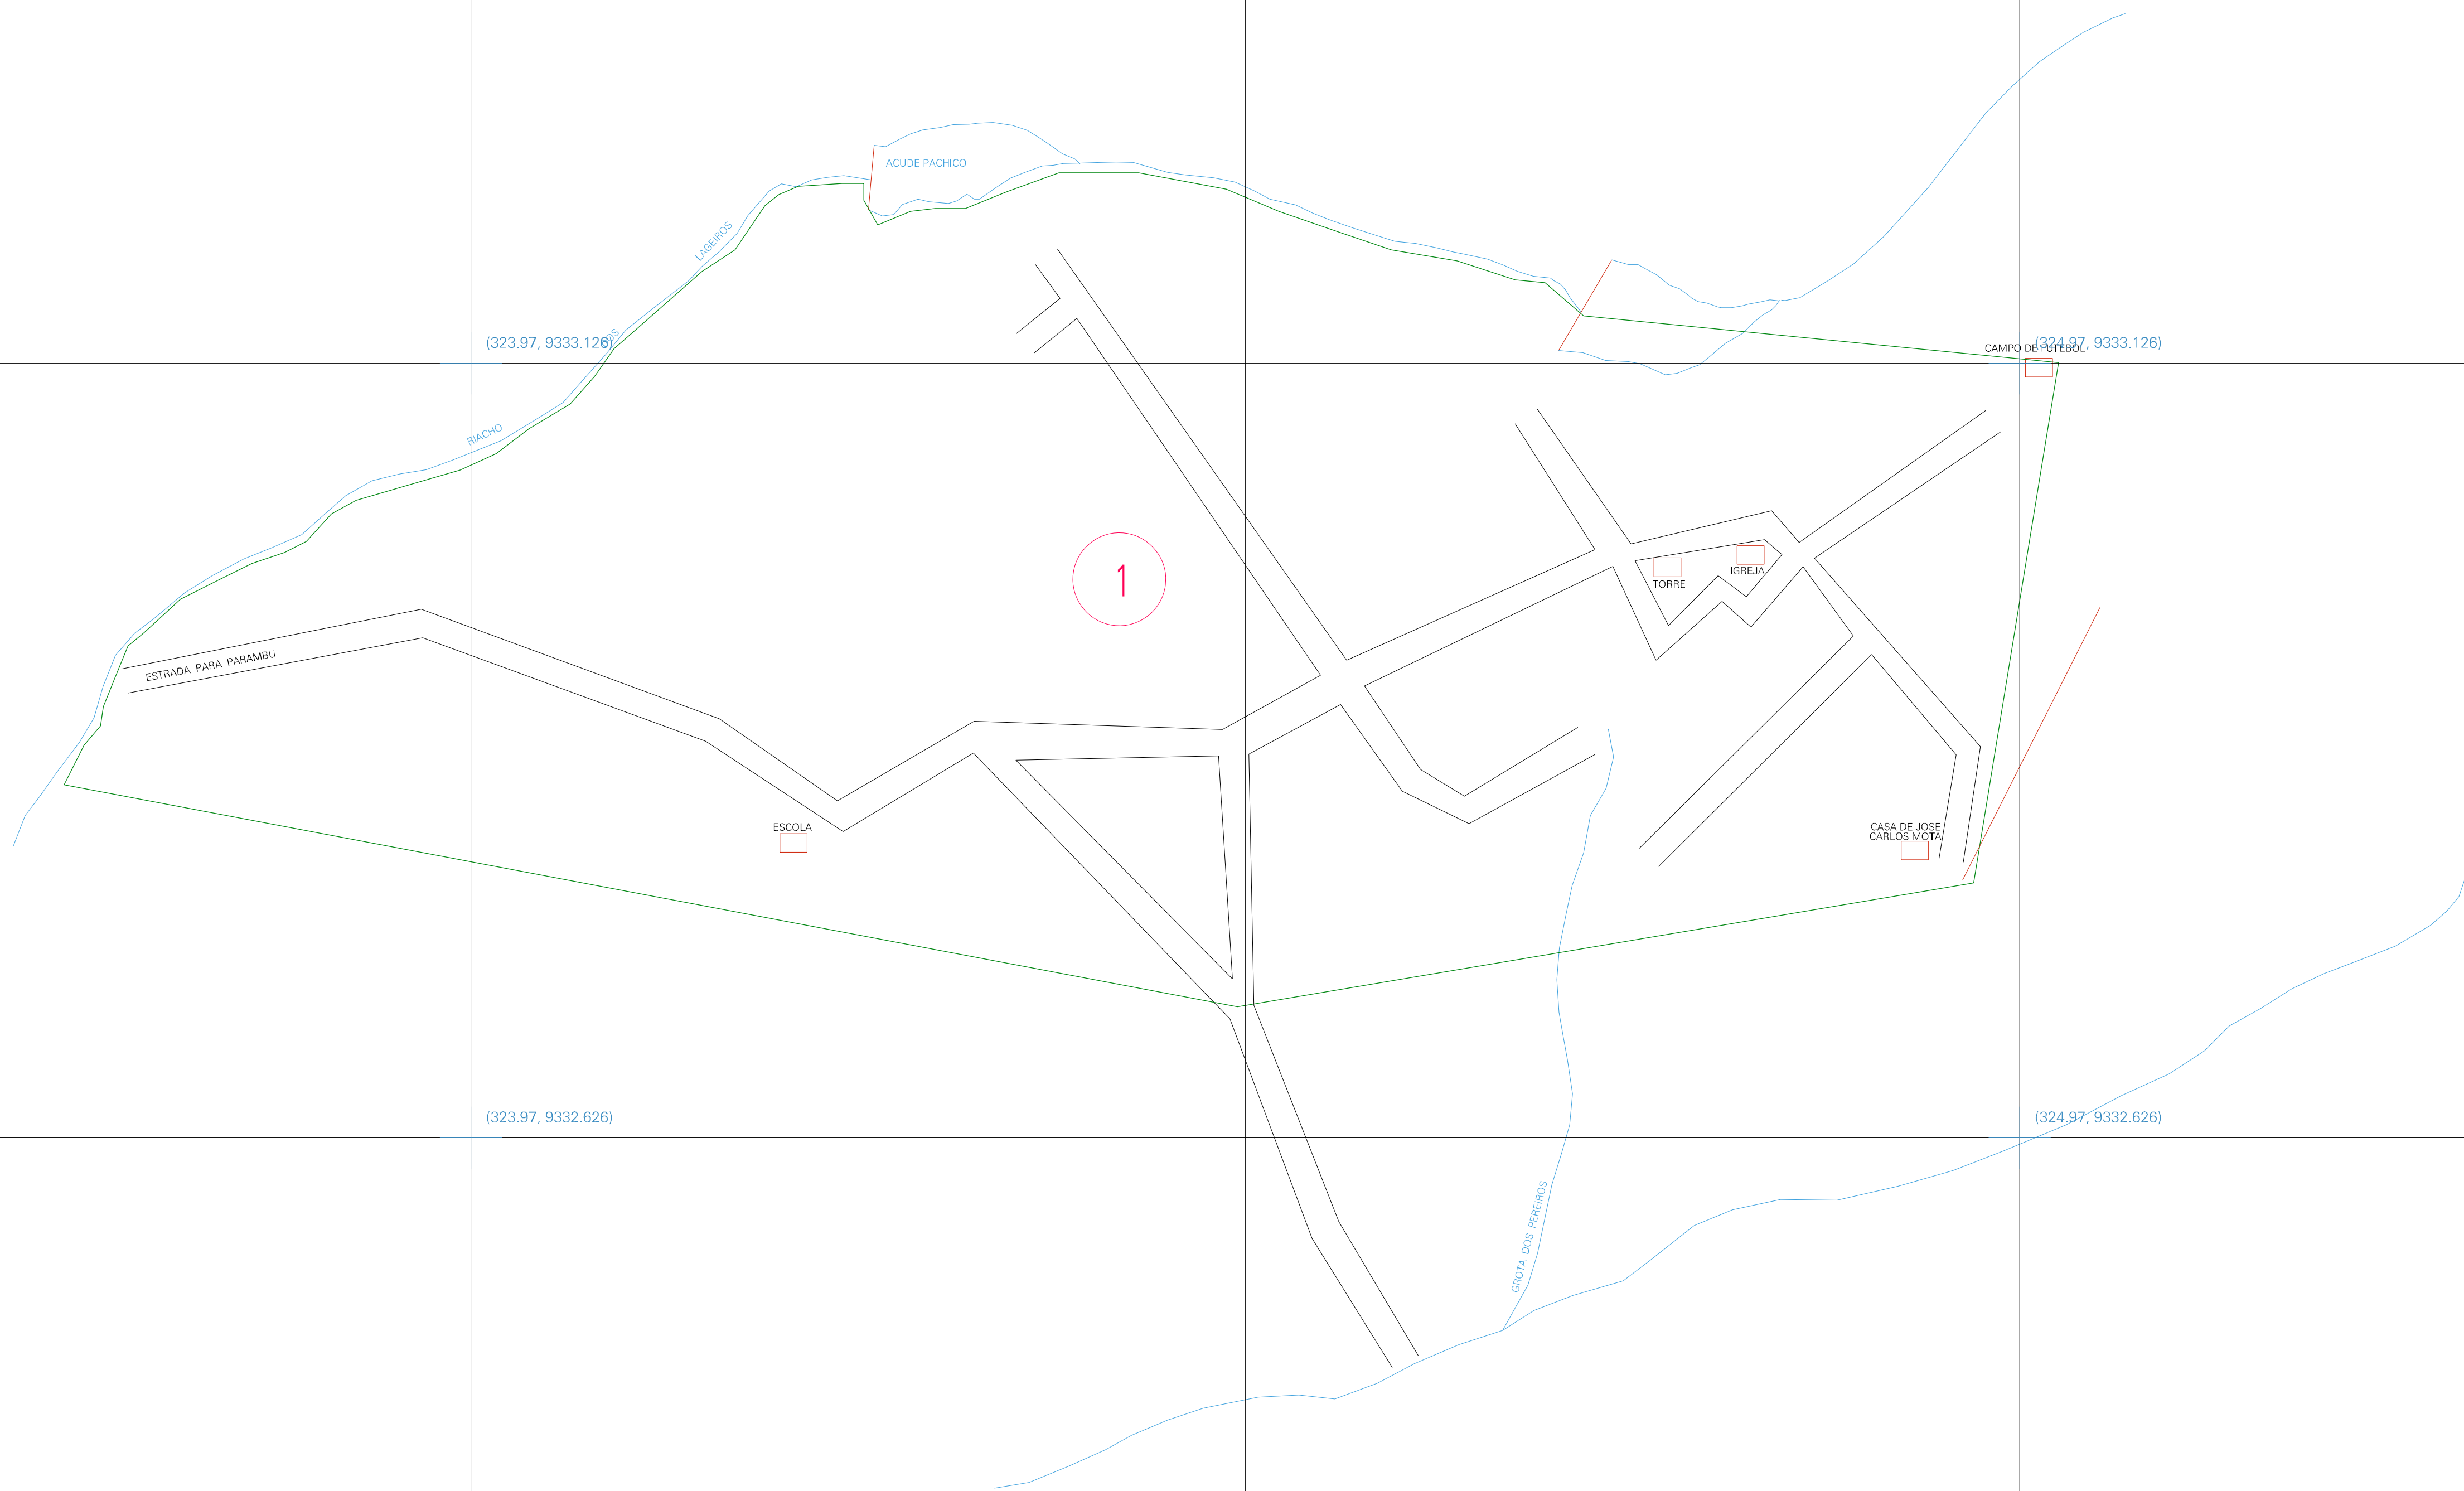 ACUDE PACHICO
LAGEIROS
DOS
(323.97, 9333.126)
CAMPO DE FUTEBOL
(324.97, 9333.126)
RIACHO
1
IGREJA
TORRE
ESTRADA PARA PARAMBU
ESCOLA
CASA DE JOSE
CARLOS MOTA
(323.97, 9332.626)
(324.97, 9332.626)
GROTA DOS PEREIROS